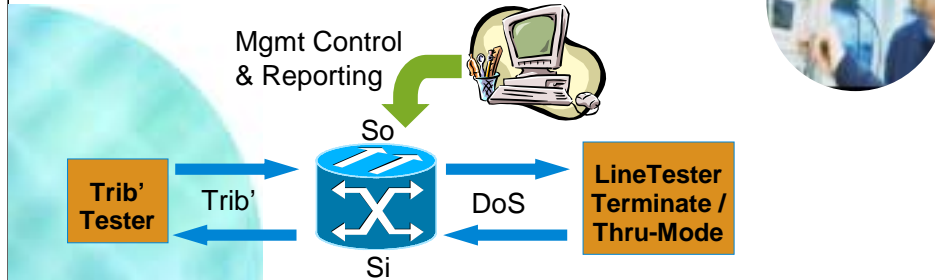 Mgmt Control
& Reporting
So
Trib'
Tester
Trib'
DoS
LineTester
Terminate /
Thru-Mode
Si